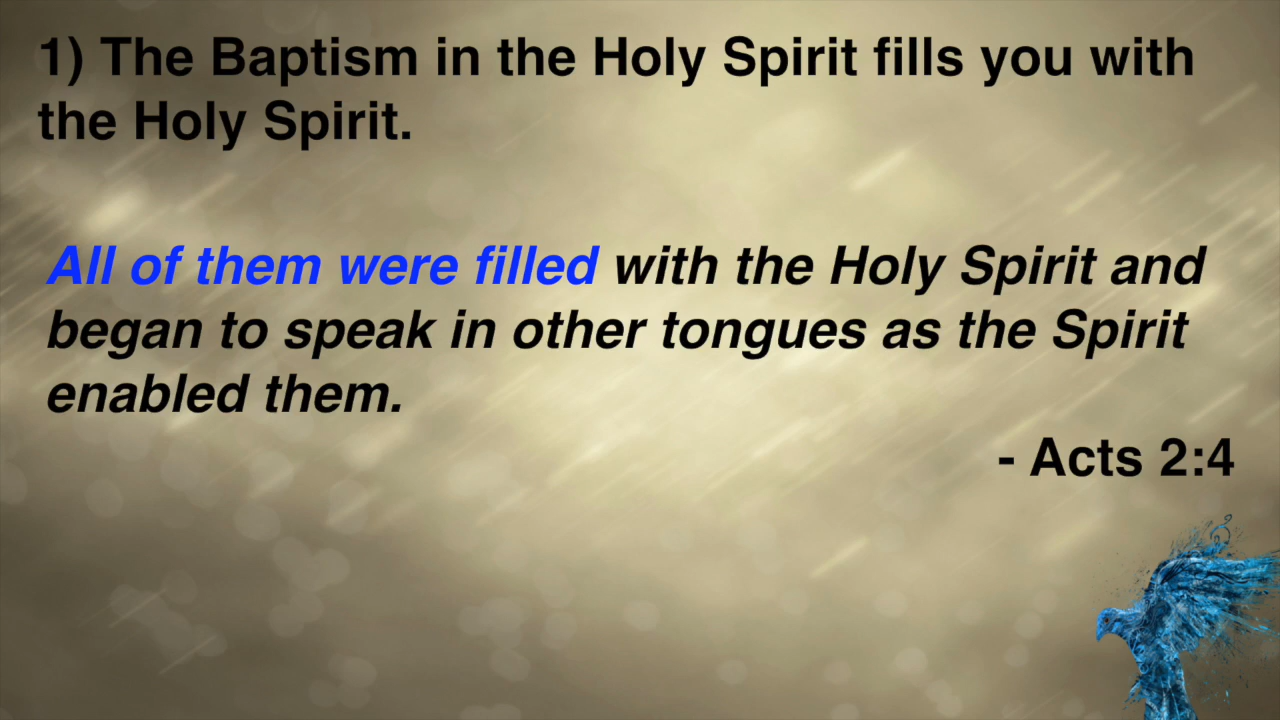 1) The Baptism in the Holy Spirit fills you with
the Holy Spirit.
All of them were filled with the Holy Spirit and
began to speak in other tongues as the Spirit
enabled them.
- Acts 2:4